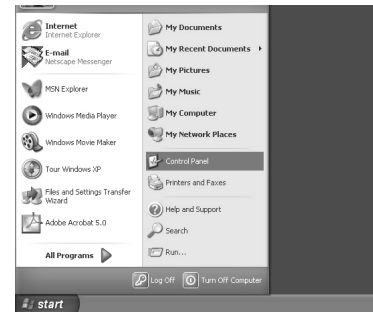 Internet
Internet Explorer
E-mail
Netscape Messenger
MSN Explorer
Windows Media Player
Windows Movie Maker
Tour Windows XP
Files and Settings Transfer
Wizard
Adobe Acrobat 5.0
All Programs
My Documents
My Recent Documents
My Pictures
My Music
My Computer
My Network Places
Control Panel
Printers and Faxes
Help and Support
Search
Run...
Log Off
Turn Off Computer
start